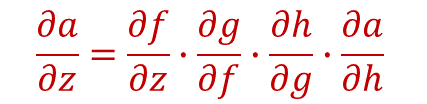 ∂a/∂z = ∂f/∂z · ∂g/∂f · ∂h/∂g · ∂a/∂h